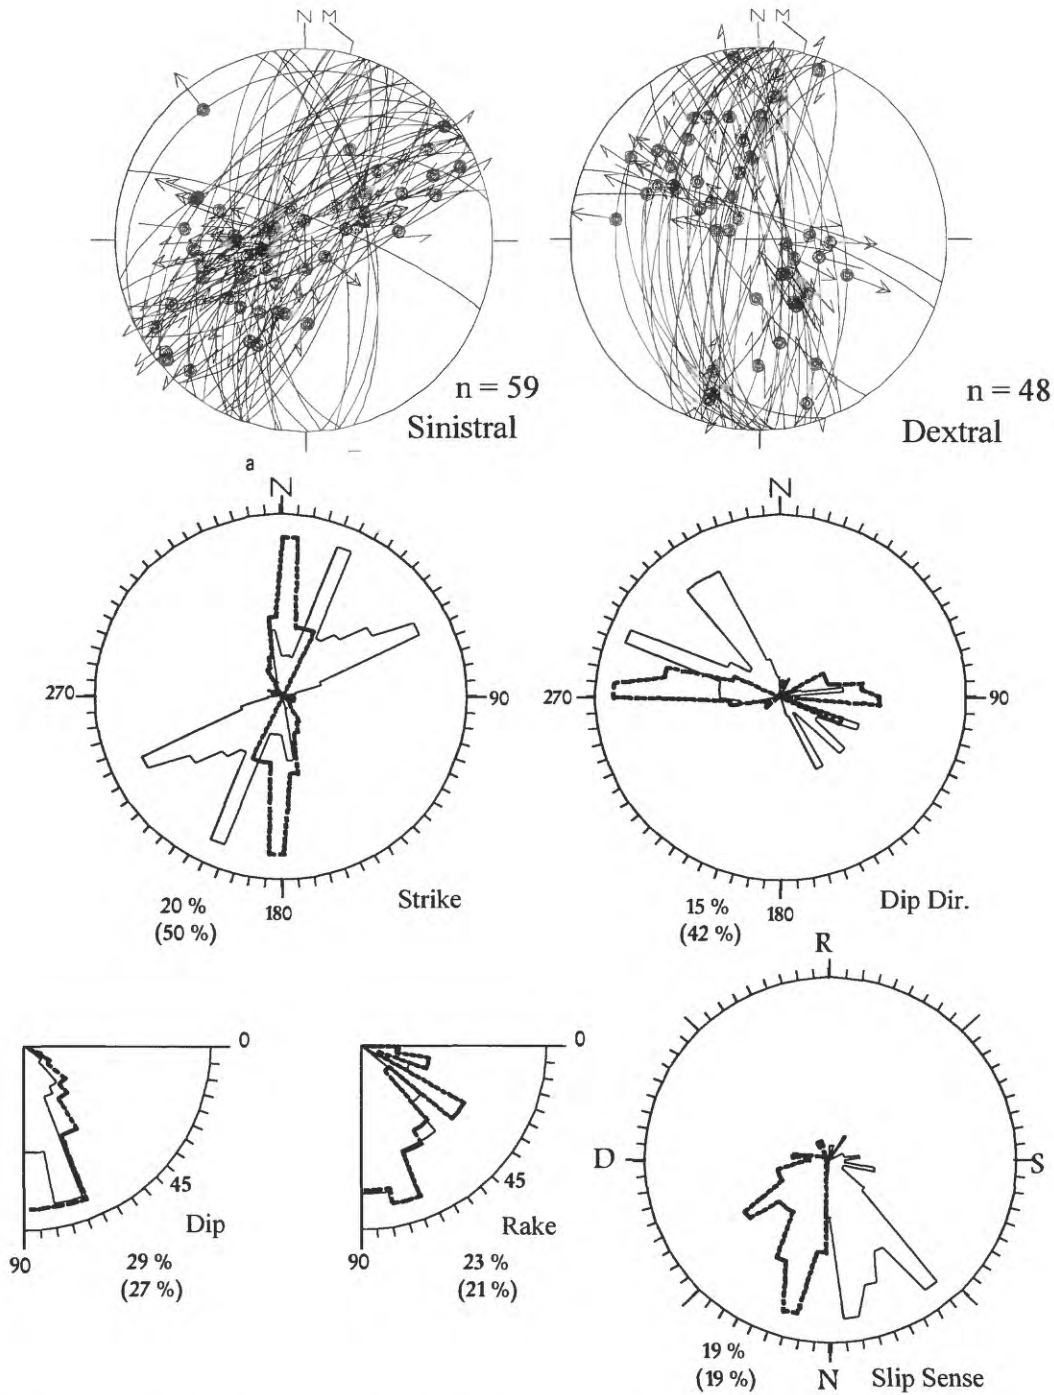 N M
N M
n = 59
Sinistral
n = 48
Dextral
a
N
270
90
180
20 %
(50 %)
Strike
N
270
90
180
15 %
(42 %)
Dip Dir.
0
45
90
Dip
29 %
(27 %)
0
45
90
Rake
23 %
(21 %)
R
D
S
N
19 %
(19 %)
Slip Sense